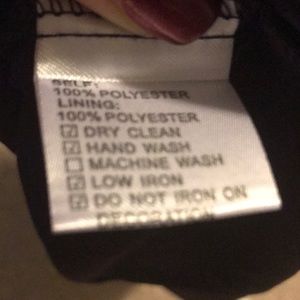 SELF:
100% POLYESTER
LINING:
100% POLYESTER
☑ DRY CLEAN
☑ HAND WASH
☐ MACHINE WASH
☑ LOW IRON
☑ DO NOT IRON ON
DECORATION